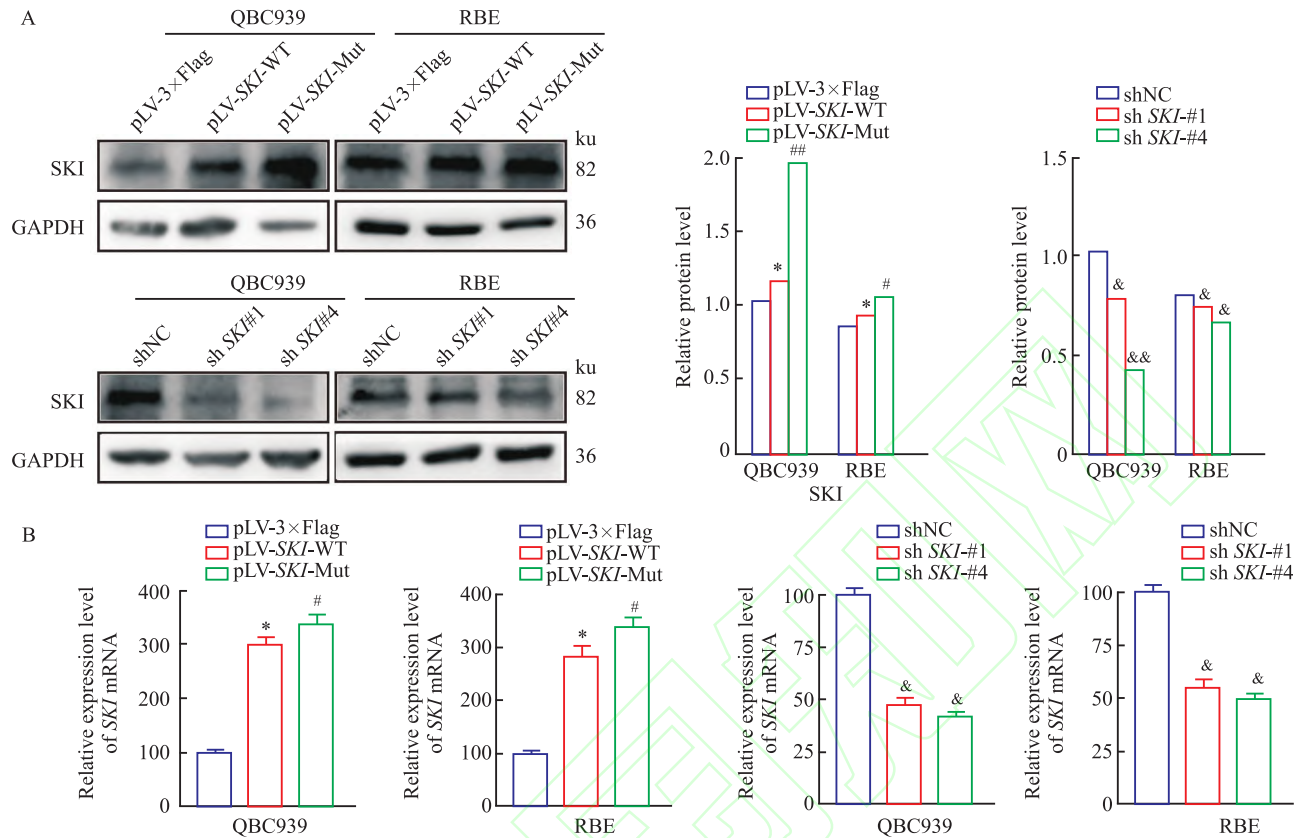 A
QBC939
RBE
pLV-3×Flag
pLV-SKI-WT
pLV-SKI-Mut
pLV-3×Flag
pLV-SKI-WT
pLV-SKI-Mut
ku
SKI
82
GAPDH
36
QBC939
RBE
shNC
sh SKI#1
sh SKI#4
shNC
sh SKI#1
sh SKI#4
ku
SKI
82
GAPDH
36
pLV-3×Flag
pLV-SKI-WT
pLV-SKI-Mut
Relative protein level
2.0
1.5
1.0
0.5
0
*
##
*
#
QBC939
RBE
SKI
shNC
sh SKI-#1
sh SKI-#4
Relative protein level
1.5
1.0
0.5
0
&
&&
&
&
QBC939
RBE
B
pLV-3×Flag
pLV-SKI-WT
pLV-SKI-Mut
Relative expression level
of SKI mRNA
400
300
200
100
0
*
#
QBC939
pLV-3×Flag
pLV-SKI-WT
pLV-SKI-Mut
Relative expression level
of SKI mRNA
400
300
200
100
0
*
#
RBE
shNC
sh SKI-#1
sh SKI-#4
Relative expression level
of SKI mRNA
100
75
50
25
0
&
&
QBC939
shNC
sh SKI-#1
sh SKI-#4
Relative expression level
of SKI mRNA
100
75
50
25
0
&
&
RBE